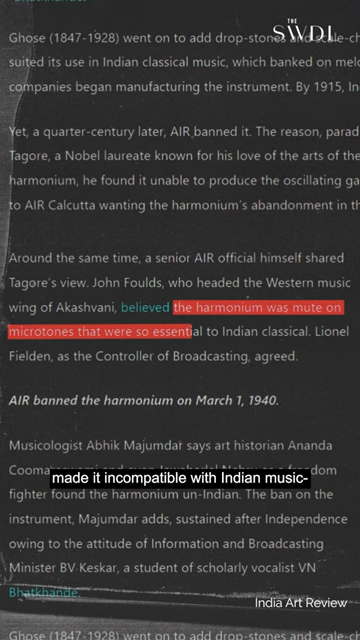 Bhatkhande.
THE
SWDL
Ghose (1847-1928) went on to add drop-stones and scale-ch
suited its use in Indian classical music, which banked on melo
companies began manufacturing the instrument. By 1915, In
Yet, a quarter-century later, AIR banned it. The reason, parad
Tagore, a Nobel laureate known for his love of the arts of the
harmonium, he found it unable to produce the oscillating ga
to AIR Calcutta wanting the harmonium's abandonment in th
Around the same time, a senior AIR official himself shared
Tagore's view. John Foulds, who headed the Western music
wing of Akashvani, believed the harmonium was mute on
microtones that were so essential to Indian classical. Lionel
Fielden, as the Controller of Broadcasting, agreed.
AIR banned the harmonium on March 1, 1940.
Musicologist Abhik Majumdar says art historian Ananda
Cooma
made it incompatible with Indian music-
fighter found the harmonium un-Indian. The ban on the
instrument, Majumdar adds, sustained after Independence
owing to the attitude of Information and Broadcasting
Minister BV Keskar, a student of scholarly vocalist VN
Bhatkhande.
India Art Review
Ghose (1847-1928) went on to add drop-stones and scale-ch